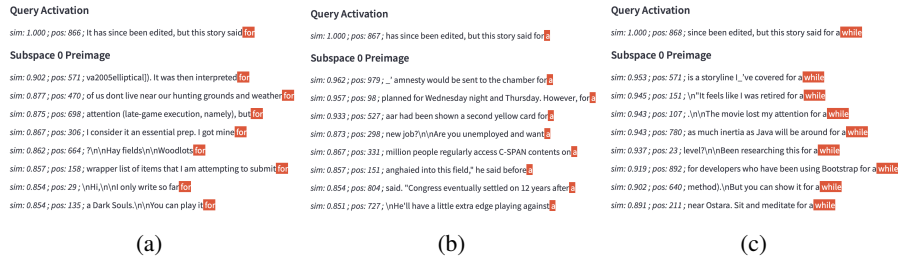 Query Activation
sim: 1.000 ; pos: 866 ; It has since been edited, but this story said for
Subspace 0 Preimage
sim: 0.902 ; pos: 571 ; va2005elliptical]). It was then interpreted for
sim: 0.877 ; pos: 470 ; of us dont live near our hunting grounds and weather for
sim: 0.875 ; pos: 698 ; attention (late-game execution, namely), but for
sim: 0.867 ; pos: 306 ; I consider it an essential prep. I got mine for
sim: 0.862 ; pos: 664 ; ?\n\nHay fields\n\nWoodlots for
sim: 0.857 ; pos: 158 ; wrapper list of items that I am attempting to submit for
sim: 0.854 ; pos: 29 ; \nHi,\n\nI only write so far for
sim: 0.854 ; pos: 135 ; a Dark Souls.\n\nYou can play it for
(a)
Query Activation
sim: 1.000 ; pos: 867 ; has since been edited, but this story said for a
Subspace 0 Preimage
sim: 0.962 ; pos: 979 ; _' amnesty would be sent to the chamber for a
sim: 0.957 ; pos: 98 ; planned for Wednesday night and Thursday. However, for a
sim: 0.933 ; pos: 527 ; aar had been shown a second yellow card for a
sim: 0.873 ; pos: 298 ; new job?\n\nAre you unemployed and want a
sim: 0.867 ; pos: 331 ; million people regularly access C-SPAN contents on a
sim: 0.857 ; pos: 151 ; anghaied into this field," he said before a
sim: 0.854 ; pos: 804 ; said. "Congress eventually settled on 12 years after a
sim: 0.851 ; pos: 727 ; \nHe'll have a little extra edge playing against a
(b)
Query Activation
sim: 1.000 ; pos: 868 ; since been edited, but this story said for a while
Subspace 0 Preimage
sim: 0.953 ; pos: 571 ; is a storyline I_'ve covered for a while
sim: 0.945 ; pos: 151 ; \n"It feels like I was retired for a while
sim: 0.943 ; pos: 107 ; .\n\nThe movie lost my attention for a while
sim: 0.943 ; pos: 780 ; as much inertia as Java will be around for a while
sim: 0.937 ; pos: 23 ; level?\n\nBeen researching this for a while
sim: 0.919 ; pos: 892 ; for developers who have been using Bootstrap for a while
sim: 0.902 ; pos: 640 ; method).\nBut you can show it for a while
sim: 0.891 ; pos: 211 ; near Ostara. Sit and meditate for a while
(c)